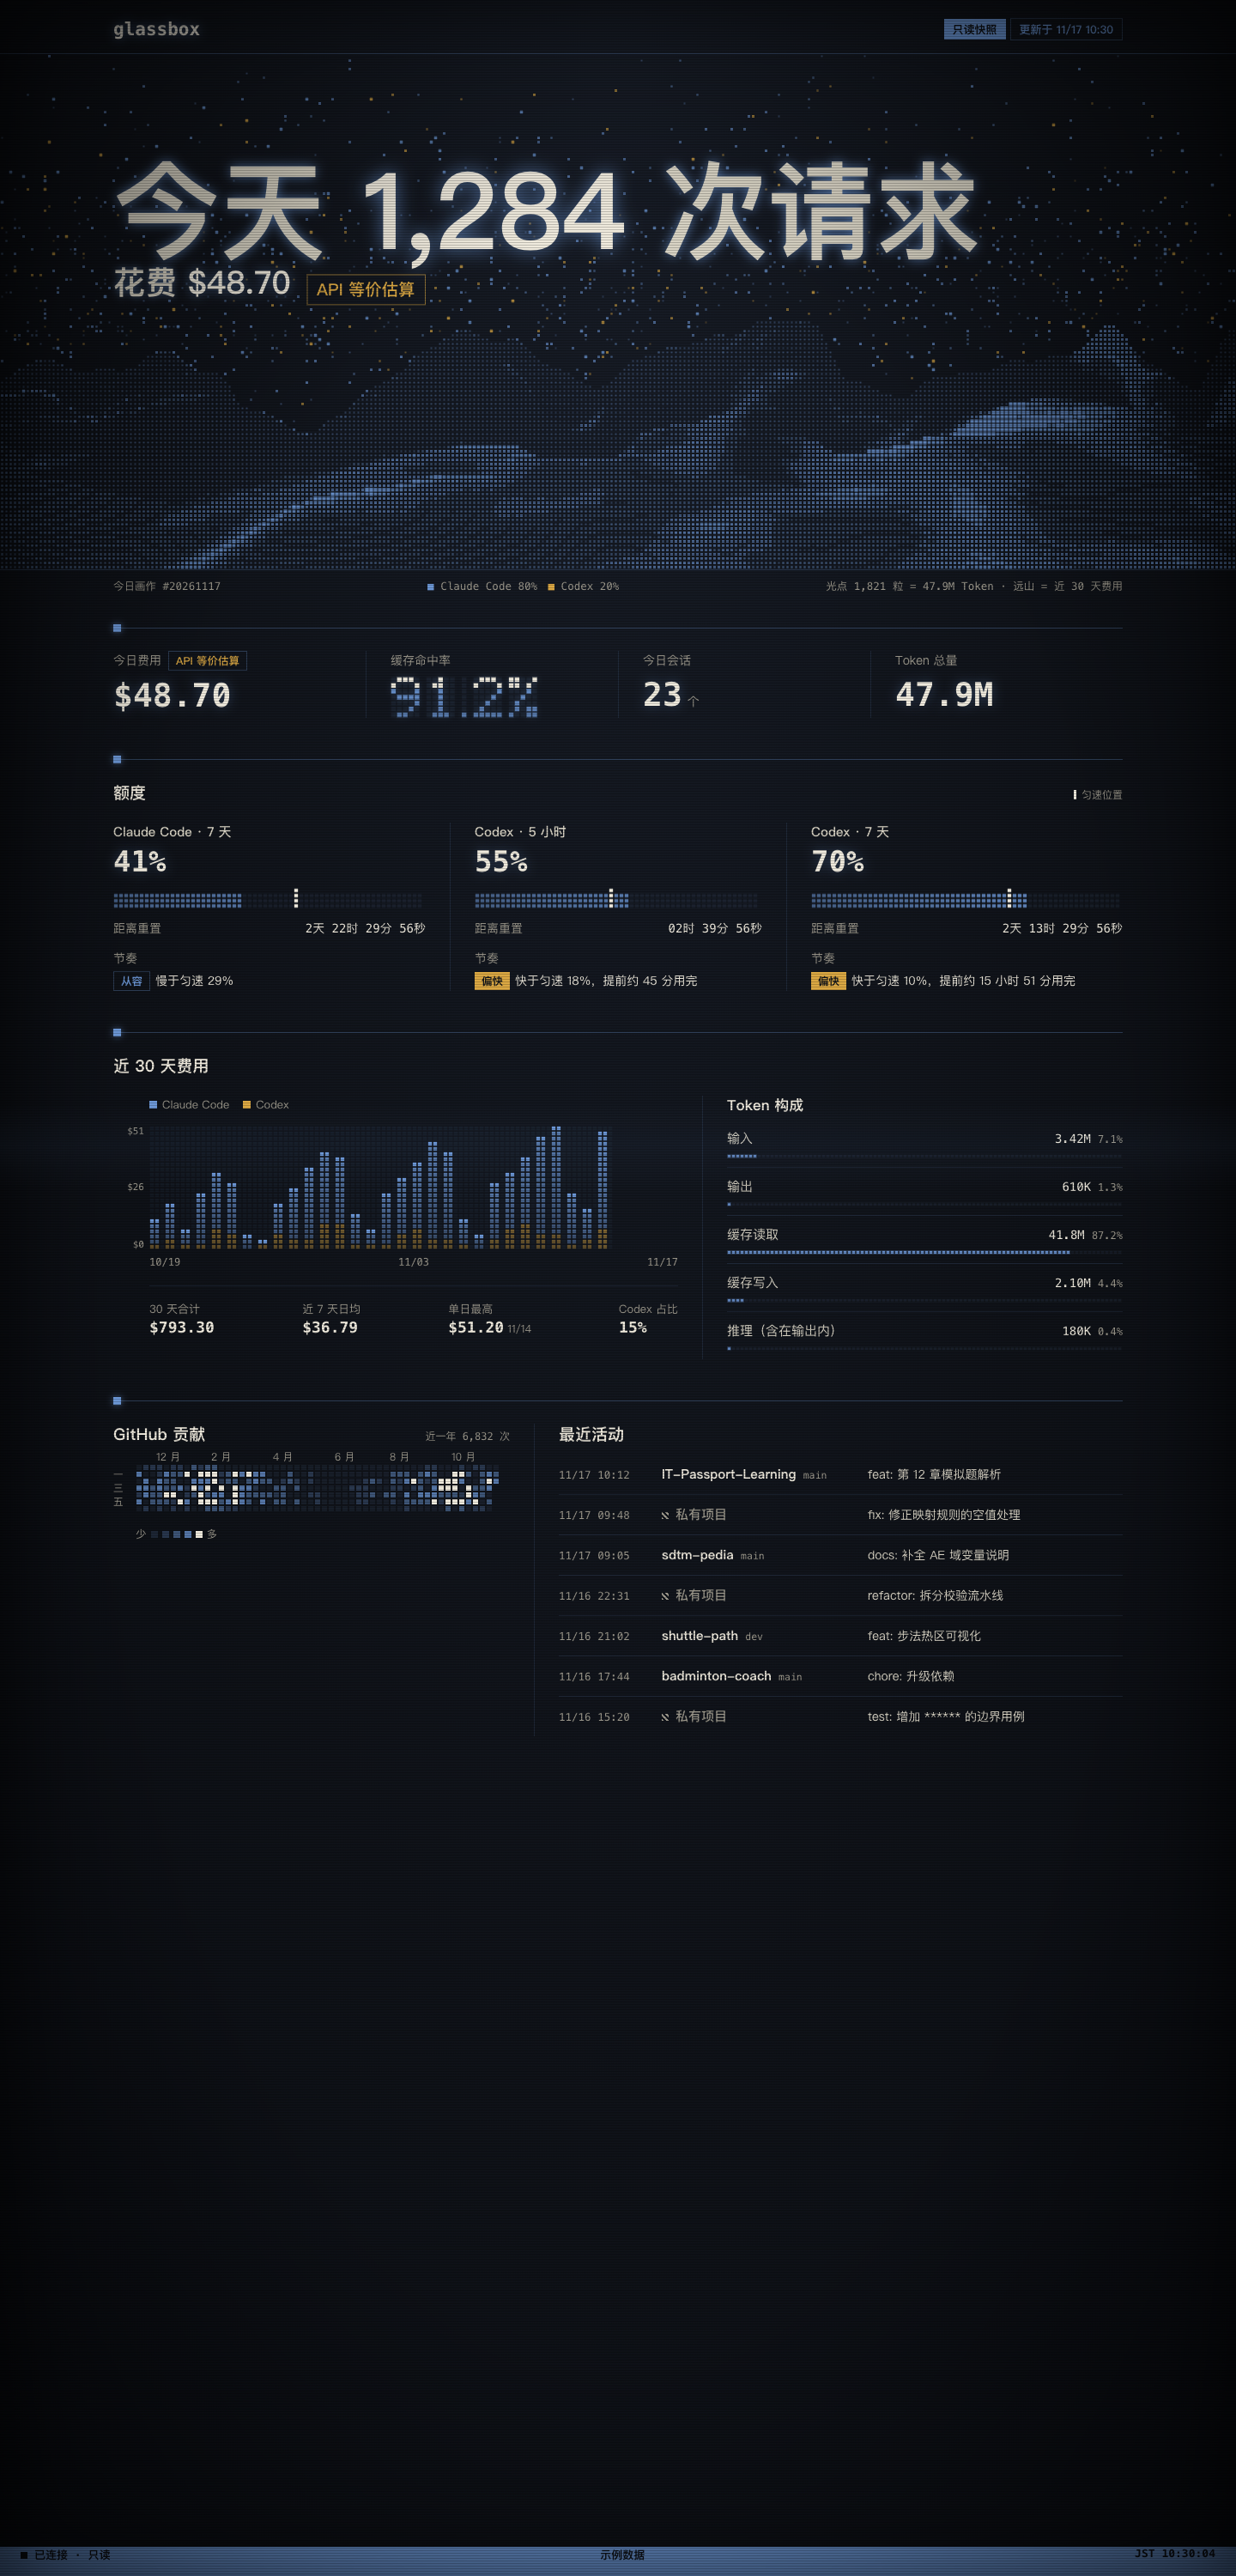 glassbox
只读快照 更新于 11/17 10:30
今天 1,284 次请求
花费 $48.70 API 等价估算
今日画作 #20261117
Claude Code 80% Codex 20%
光点 1,821 粒 = 47.9M Token · 远山 = 近 30 天费用
今日费用 API 等价估算
$48.70
缓存命中率
91.2%
今日会话
23 个
Token 总量
47.9M
额度
匀速位置
Claude Code · 7 天
41%
距离重置 2天 22时 29分 56秒
节奏
从容 慢于匀速 29%
Codex · 5 小时
55%
距离重置 02时 39分 56秒
节奏
偏快 快于匀速 18%，提前约 45 分用完
Codex · 7 天
70%
距离重置 2天 13时 29分 56秒
节奏
偏快 快于匀速 10%，提前约 15 小时 51 分用完
近 30 天费用
Claude Code Codex
$51
$26
$0
10/19 11/03 11/17
30 天合计
$793.30
近 7 天日均
$36.79
单日最高
$51.20 11/14
Codex 占比
15%
Token 构成
输入 3.42M 7.1%
输出 610K 1.3%
缓存读取 41.8M 87.2%
缓存写入 2.10M 4.4%
推理（含在输出内） 180K 0.4%
GitHub 贡献 近一年 6,832 次
12 月 2 月 4 月 6 月 8 月 10 月
一
三
五
少 多
最近活动
11/17 10:12 IT-Passport-Learning main feat: 第 12 章模拟题解析
11/17 09:48 私有项目 fix: 修正映射规则的空值处理
11/17 09:05 sdtm-pedia main docs: 补全 AE 域变量说明
11/16 22:31 私有项目 refactor: 拆分校验流水线
11/16 21:02 shuttle-path dev feat: 步法热区可视化
11/16 17:44 badminton-coach main chore: 升级依赖
11/16 15:20 私有项目 test: 增加 ****** 的边界用例
已连接 · 只读 示例数据 JST 10:30:04